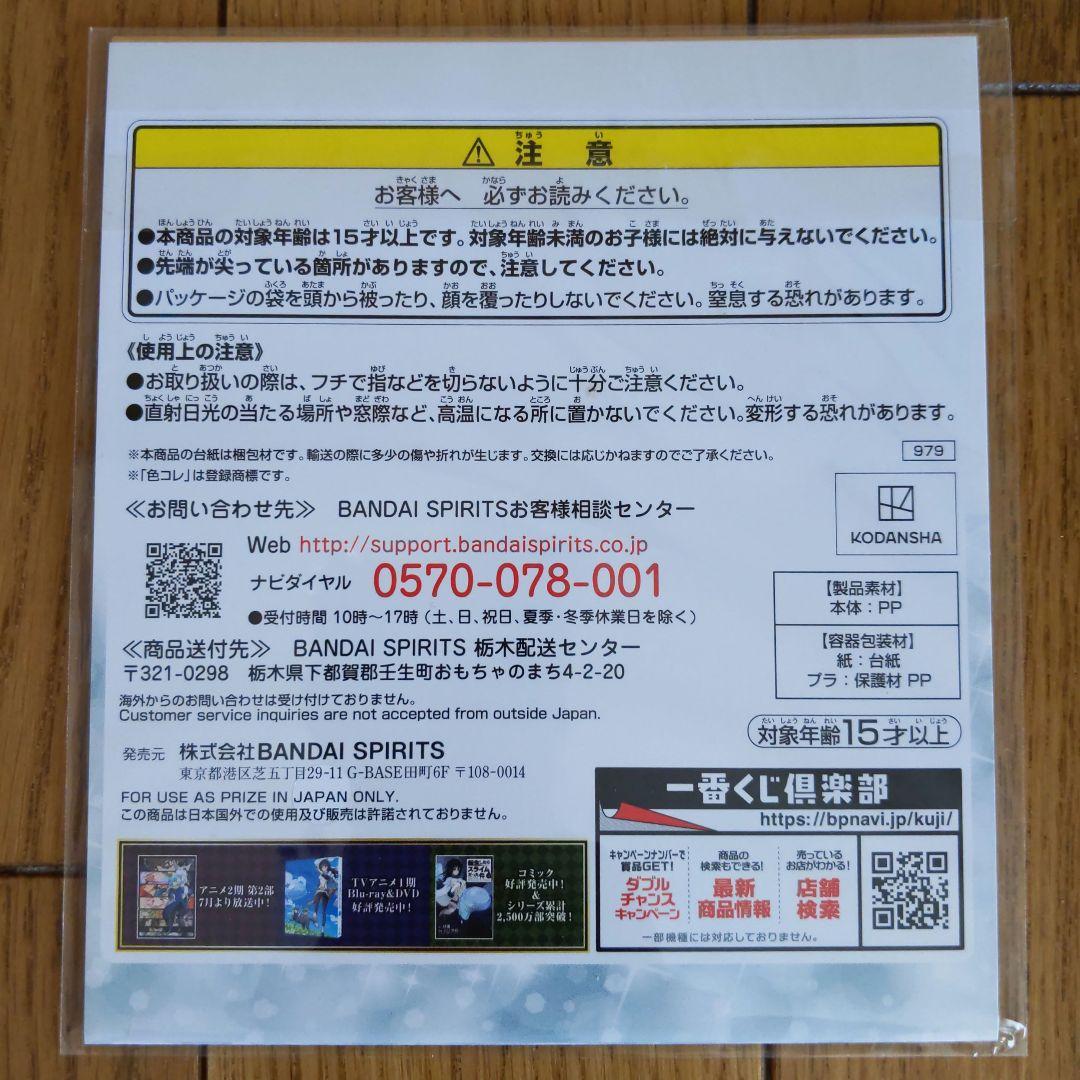 ⚠ 注意
お客様へ 必ずお読みください。
●本商品の対象年齢は15才以上です。対象年齢未満のお子様には絶対に与えないでください。
●先端が尖っている箇所がありますので、注意してください。
●パッケージの袋を頭から被ったり、顔を覆ったりしないでください。窒息する恐れがあります。
《使用上の注意》
●お取り扱いの際は、フチで指などを切らないように十分ご注意ください。
●直射日光の当たる場所や窓際など、高温になる所に置かないでください。変形する恐れがあります。
※本商品の台紙は梱包材です。輸送の際に多少の傷や折れが生じます。交換には応じかねますのでご了承ください。
※「色コレ」は登録商標です。
979
KODANSHA
≪お問い合わせ先≫ BANDAI SPIRITSお客様相談センター
Web http://support.bandaispirits.co.jp
ナビダイヤル 0570-078-001
●受付時間 10時～17時(土、日、祝日、夏季・冬季休業日を除く)
≪商品送付先≫ BANDAI SPIRITS 栃木配送センター
〒321-0298 栃木県下都賀郡壬生町おもちゃのまち4-2-20
海外からのお問い合わせは受け付けておりません。
Customer service inquiries are not accepted from outside Japan.
【製品素材】
本体：PP
【容器包装材】
紙：台紙
プラ：保護材 PP
対象年齢15才以上
発売元 株式会社BANDAI SPIRITS
東京都港区芝五丁目29-11 G-BASE田町6F 〒108-0014
FOR USE AS PRIZE IN JAPAN ONLY.
この商品は日本国外での使用及び販売は許諾されておりません。
アニメ2期 第2部
7月より放送中!
TVアニメ1期
Blu-ray&DVD
好評発売中!
コミック
好評発売中!
&
シリーズ累計
2,500万部突破!
一番くじ倶楽部
https://bpnavi.jp/kuji/
キャンペーンナンバーで
賞品GET!
ダブル
チャンス
キャンペーン
商品の
検索もできる!
最新
商品情報
売っている
お店がわかる!
店舗
検索
一部機種には対応しておりません。